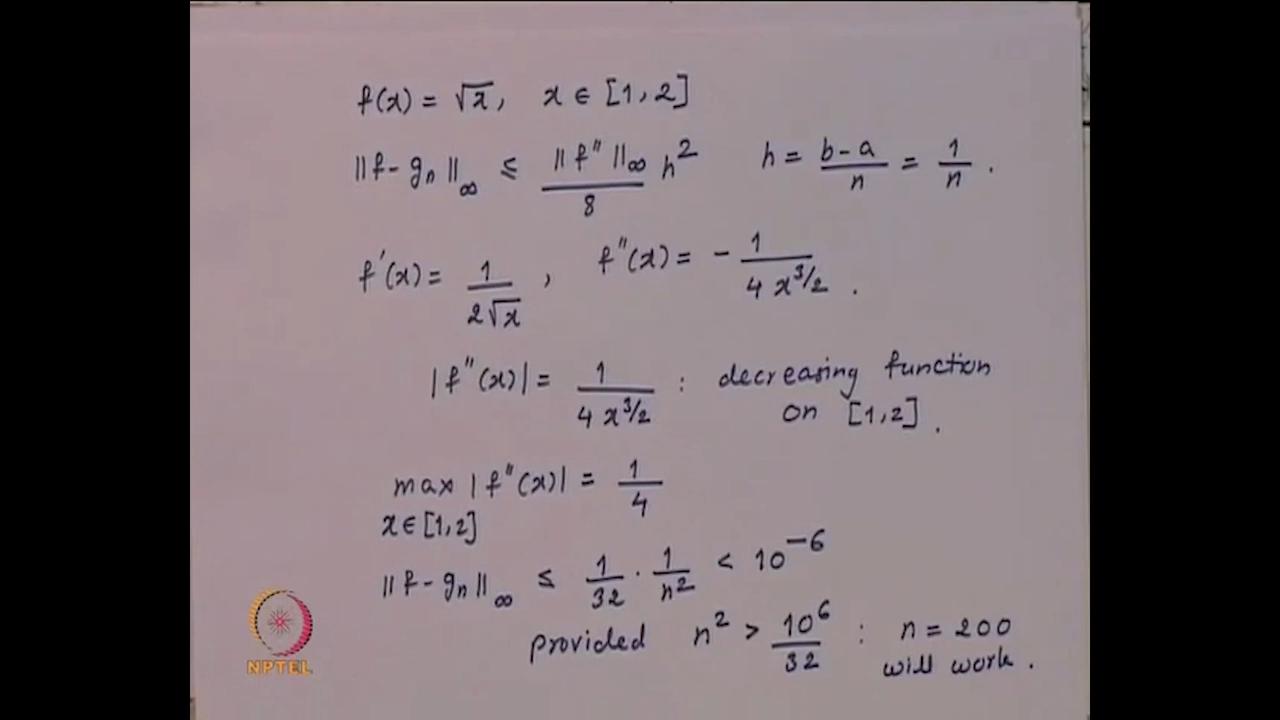 f(x) = √x, x ∈ [1, 2]
||f - gₙ||∞ ≤ ||f″||∞/8 h² h = (b-a)/n = 1/n .
f′(x) = 1/(2√x) , f″(x) = - 1/(4 x^(3/2)) .
|f″(x)| = 1/(4 x^(3/2)) : decreasing function
on [1,2] .
max |f″(x)| = 1/4
x ∈ [1,2]
||f - gₙ||∞ ≤ 1/32 · 1/n² < 10⁻⁶
provided n² > 10⁶/32 : n = 200
will work .
NPTEL